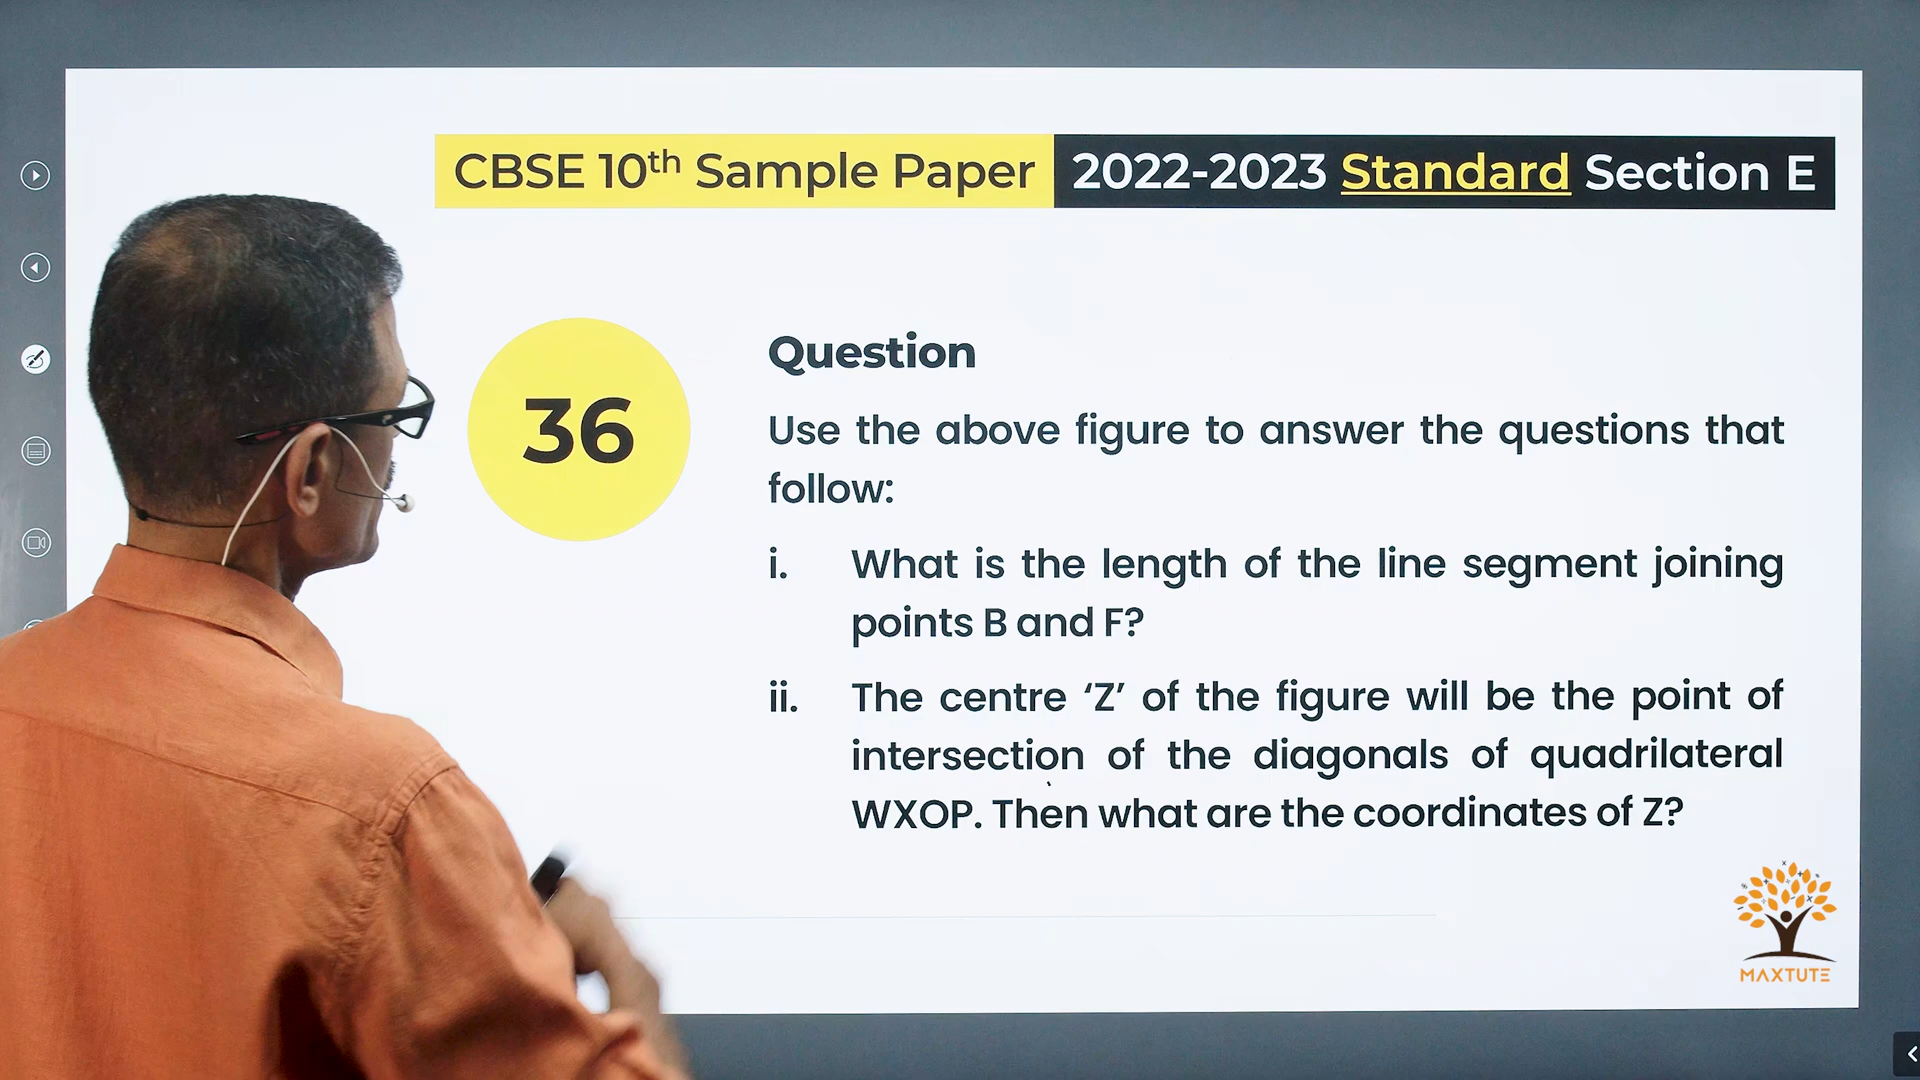 CBSE 10th Sample Paper 2022-2023 Standard Section E
36
Question
Use the above figure to answer the questions that
follow:
i. What is the length of the line segment joining
points B and F?
ii. The centre ‘Z’ of the figure will be the point of
intersection of the diagonals of quadrilateral
WXOP. Then what are the coordinates of Z?
MAXTUTE